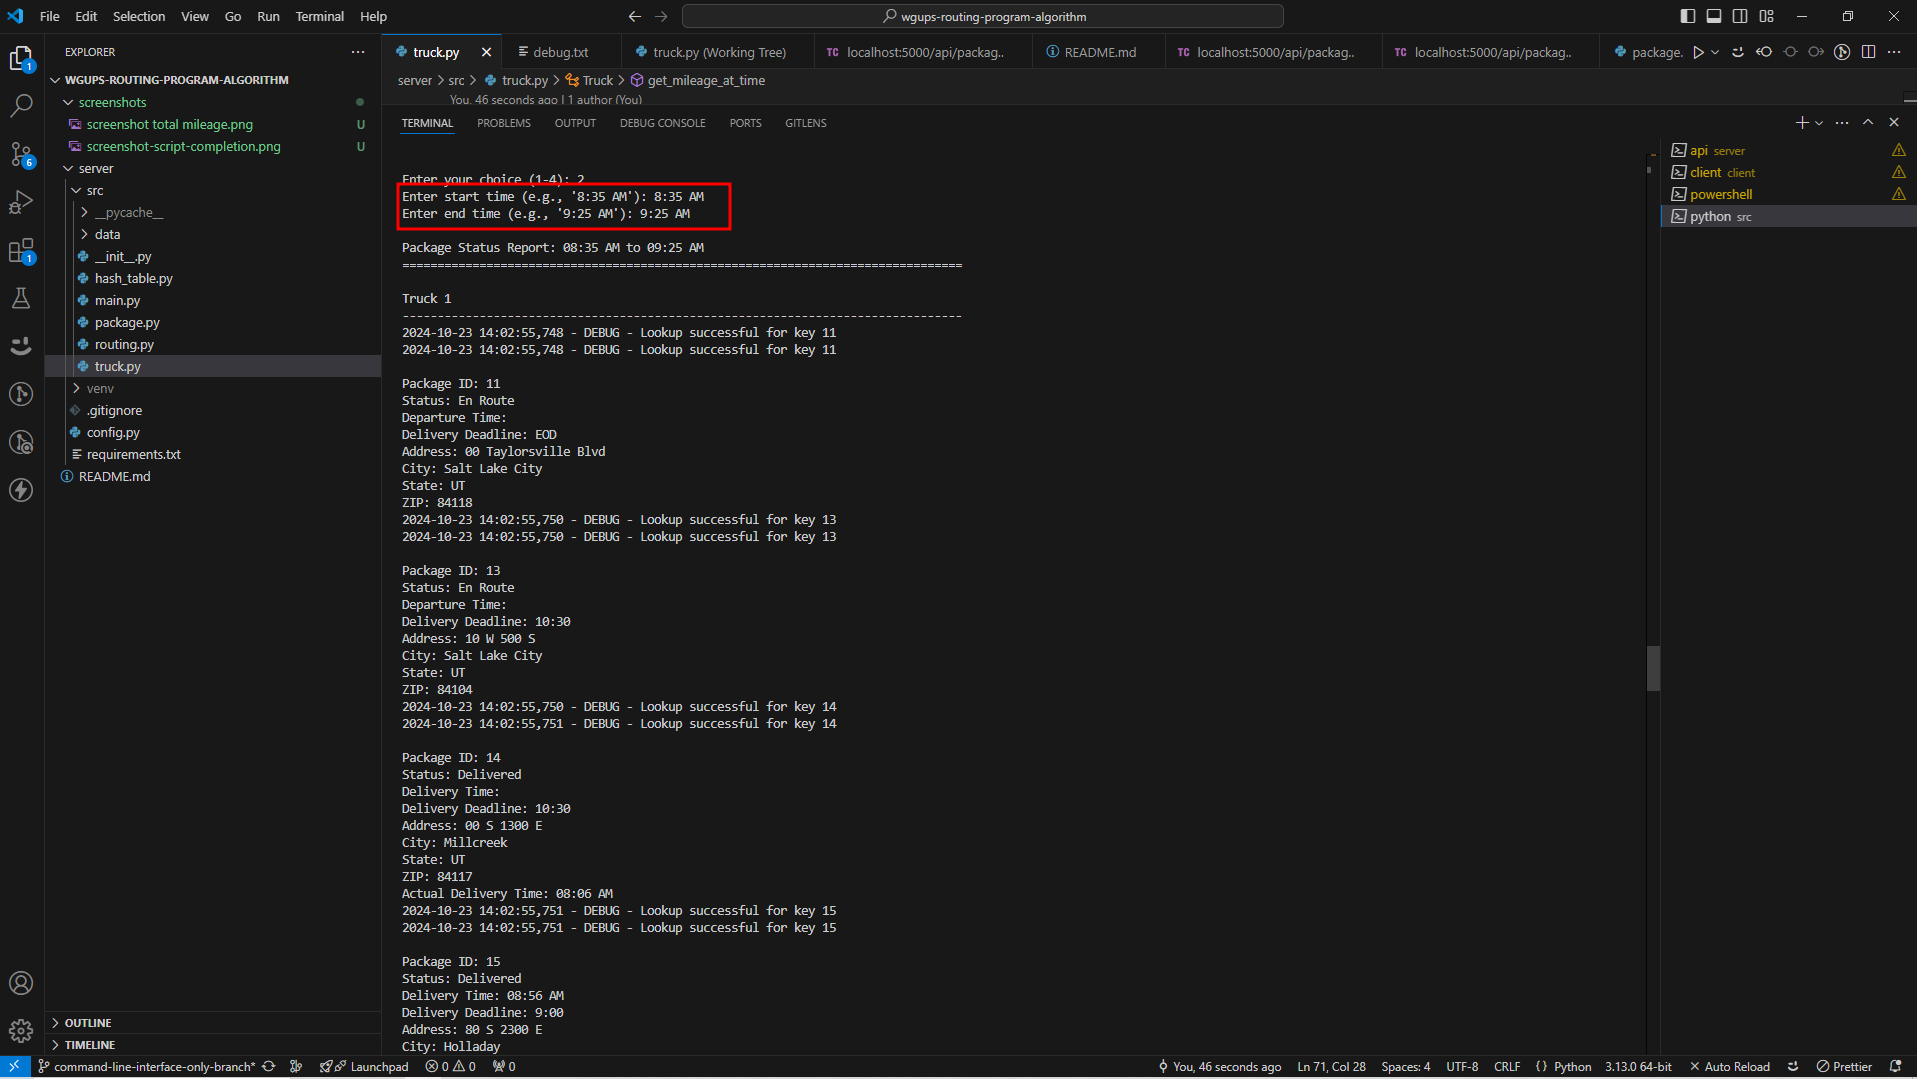 File Edit Selection View Go Run Terminal Help
wgups-routing-program-algorithm
EXPLORER
WGUPS-ROUTING-PROGRAM-ALGORITHM
screenshots
screenshot total mileage.png U
screenshot-script-completion.png U
server
src
__pycache__
data
__init__.py
hash_table.py
main.py
package.py
routing.py
truck.py
venv
.gitignore
config.py
requirements.txt
README.md
OUTLINE
TIMELINE
1
6
1
truck.py debug.txt truck.py (Working Tree) TC localhost:5000/api/packag.. README.md TC localhost:5000/api/packag.. TC localhost:5000/api/packag.. package.
server > src > truck.py > Truck > get_mileage_at_time
You, 46 seconds ago | 1 author (You)
TERMINAL PROBLEMS OUTPUT DEBUG CONSOLE PORTS GITLENS
Enter your choice (1-4): 2
Enter start time (e.g., '8:35 AM'): 8:35 AM
Enter end time (e.g., '9:25 AM'): 9:25 AM
Package Status Report: 08:35 AM to 09:25 AM
================================================================================
Truck 1
--------------------------------------------------------------------------------
2024-10-23 14:02:55,748 - DEBUG - Lookup successful for key 11
2024-10-23 14:02:55,748 - DEBUG - Lookup successful for key 11
Package ID: 11
Status: En Route
Departure Time:
Delivery Deadline: EOD
Address: 00 Taylorsville Blvd
City: Salt Lake City
State: UT
ZIP: 84118
2024-10-23 14:02:55,750 - DEBUG - Lookup successful for key 13
2024-10-23 14:02:55,750 - DEBUG - Lookup successful for key 13
Package ID: 13
Status: En Route
Departure Time:
Delivery Deadline: 10:30
Address: 10 W 500 S
City: Salt Lake City
State: UT
ZIP: 84104
2024-10-23 14:02:55,750 - DEBUG - Lookup successful for key 14
2024-10-23 14:02:55,751 - DEBUG - Lookup successful for key 14
Package ID: 14
Status: Delivered
Delivery Time:
Delivery Deadline: 10:30
Address: 00 S 1300 E
City: Millcreek
State: UT
ZIP: 84117
Actual Delivery Time: 08:06 AM
2024-10-23 14:02:55,751 - DEBUG - Lookup successful for key 15
2024-10-23 14:02:55,751 - DEBUG - Lookup successful for key 15
Package ID: 15
Status: Delivered
Delivery Time: 08:56 AM
Delivery Deadline: 9:00
Address: 80 S 2300 E
City: Holladay
api server
client client
powershell
python src
command-line-interface-only-branch* Launchpad 0 0 0 You, 46 seconds ago Ln 71, Col 28 Spaces: 4 UTF-8 CRLF { } Python 3.13.0 64-bit Auto Reload Prettier